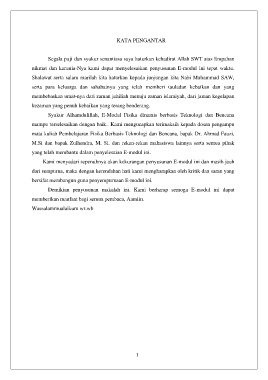 KATA PENGANTAR
Segala puji dan syukur senantiasa saya haturkan kehadirat Allah SWT atas limpahan
nikmat dan karunia-Nya kami dapat menyelesaikan penyusunan E-modul ini tepat waktu.
Shalawat serta salam marilah kita haturkan kepada junjungan kita Nabi Muhammad SAW,
serta para keluarga dan sahabatnya yang telah memberi tauladan kebaikan dan yang
membebaskan umat-nya dari zaman jahiliah menuju zaman islamiyah, dari zaman kegelapan
kezaman yang penuh kebaikan yang terang benderang.
Syukur Alhamdulillah, E-Modul Fisika dinamis berbasis Teknologi dan Bencana
mampu terselesaikan dengan baik. Kami mengucapkan terimakasih kepada dosen pengampu
mata kuliah Pembelajaran Fisika Berbasis Teknologi dan Bencana, bapak Dr. Ahmad Fauzi,
M.Si dan bapak Zulhendra, M. Si. dan rekan-rekan mahasiswa lainnya serta semua pihak
yang telah membantu dalam penyelesaian E-modul ini.
Kami menyadari sepenuhnya akan kekurangan penyusunan E-modul ini dan masih jauh
dari sempurna, maka dengan kerendahan hati kami mengharapkan oleh kritik dan saran yang
bersifat membangun guna penyempurnaan E-modul ini.
Demikian penyusunan makalah ini. Kami berharap semoga E-modul ini dapat
memberikan manfaat bagi semua pembaca, Aamiin.
Wassalammualaikum wr.wb.
1